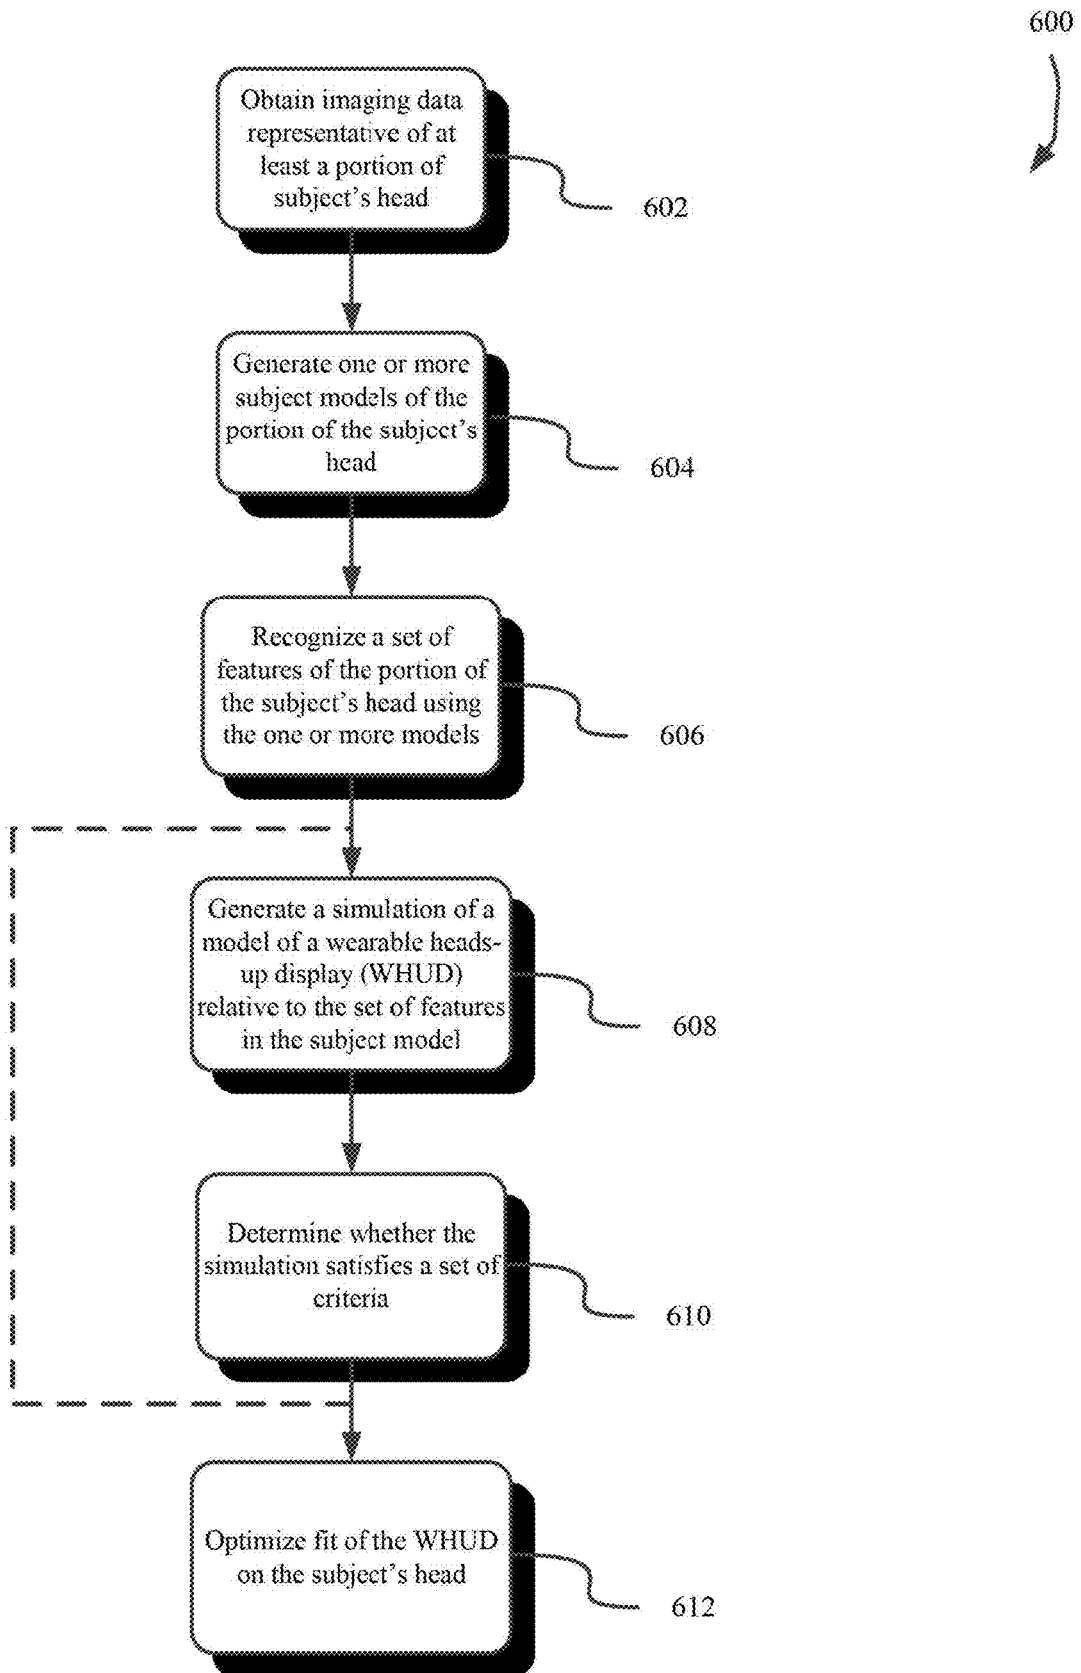 600
Obtain imaging data
representative of at
least a portion of
subject's head
602
Generate one or more
subject models of the
portion of the subject's
head
604
Recognize a set of
features of the portion of
the subject's head using
the one or more models
606
Generate a simulation of a
model of a wearable heads-
up display (WHUD)
relative to the set of features
in the subject model
608
Determine whether the
simulation satisfies a set of
criteria
610
Optimize fit of the WHUD
on the subject's head
612